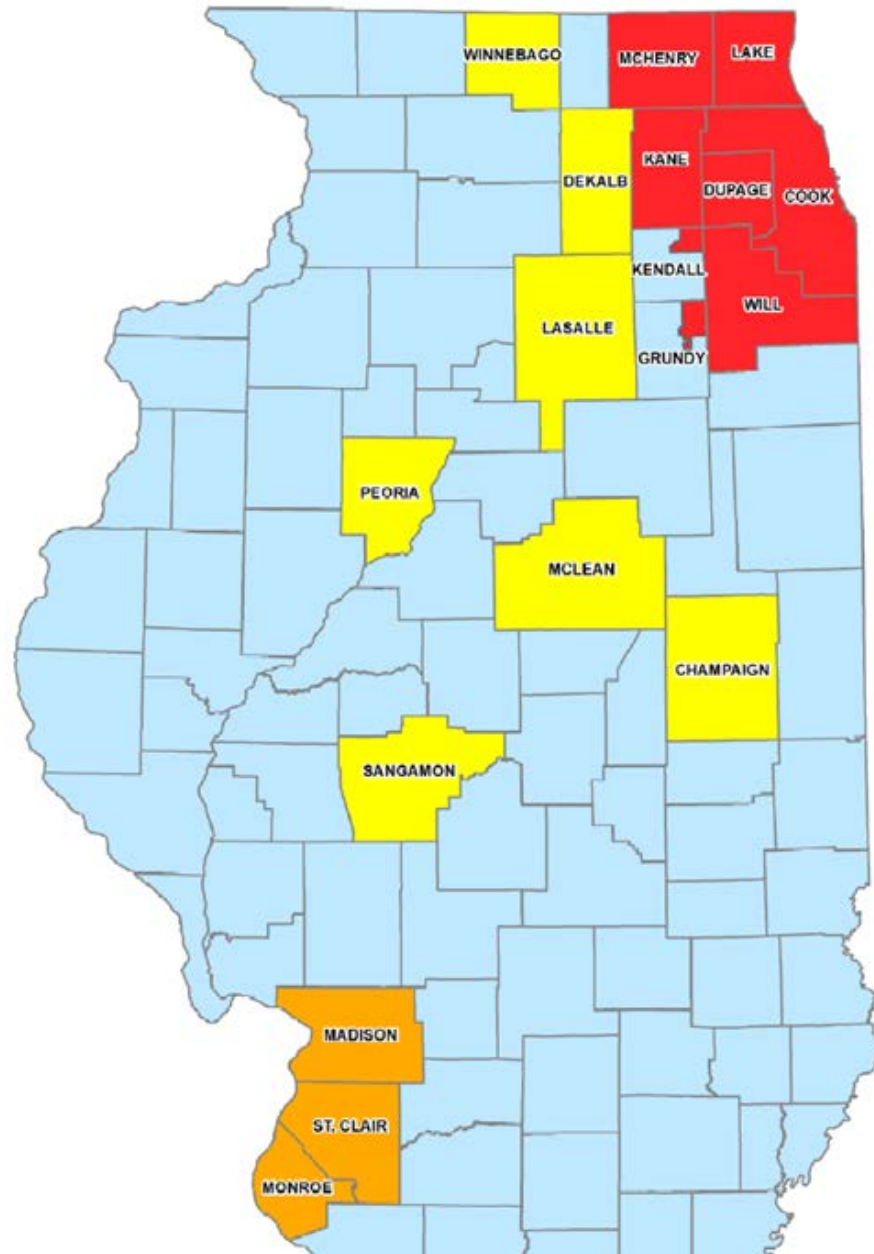 WINNEBAGO
MCHENRY
LAKE
KANE
DEKALB
DUPAGE
COOK
KENDALL
WILL
LASALLE
GRUNDY
PEORIA
MCLEAN
CHAMPAIGN
SANGAMON
MADISON
ST. CLAIR
MONROE